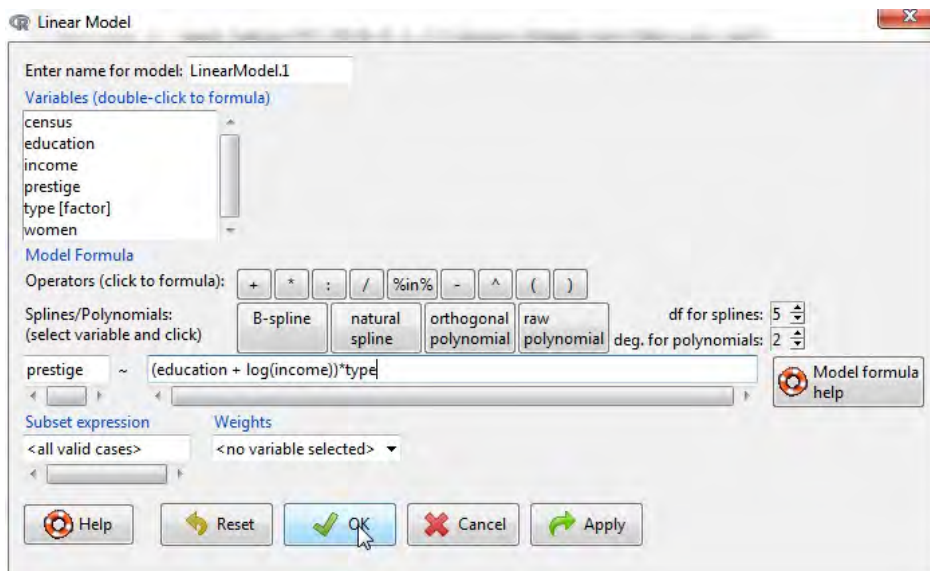 Linear Model
Enter name for model: LinearModel.1
Variables (double-click to formula)
census
education
income
prestige
type [factor]
women
Model Formula
Operators (click to formula): + * : / %in% - ^ ( )
Splines/Polynomials:
(select variable and click)
B-spline
natural
spline
orthogonal
polynomial
raw
polynomial
df for splines: 5
deg. for polynomials: 2
prestige ~ (education + log(income))*type
Model formula
help
Subset expression Weights
<all valid cases> <no variable selected>
Help Reset OK Cancel Apply